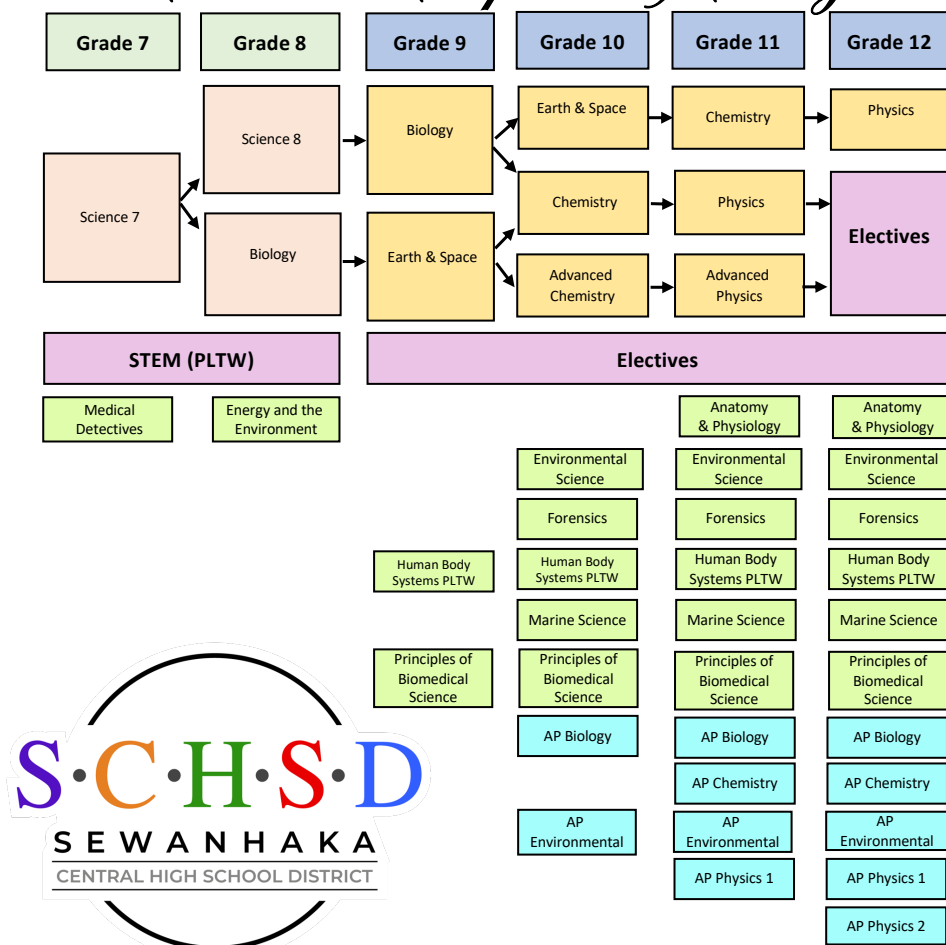 Grade 7
Grade 8
Grade 9
Grade 10
Grade 11
Grade 12
Science 7
Science 8
Biology
Biology
Earth & Space
Earth & Space
Chemistry
Advanced
Chemistry
Chemistry
Physics
Advanced
Physics
Physics
Electives
STEM (PLTW)
Electives
Medical
Detectives
Energy and the
Environment
Anatomy
& Physiology
Anatomy
& Physiology
Environmental
Science
Environmental
Science
Environmental
Science
Forensics
Forensics
Forensics
Human Body
Systems PLTW
Human Body
Systems PLTW
Human Body
Systems PLTW
Human Body
Systems PLTW
Marine Science
Marine Science
Marine Science
Principles of
Biomedical
Science
Principles of
Biomedical
Science
Principles of
Biomedical
Science
Principles of
Biomedical
Science
AP Biology
AP Biology
AP Biology
AP Chemistry
AP Chemistry
AP
Environmental
AP
Environmental
AP
Environmental
AP Physics 1
AP Physics 1
AP Physics 2
S·C·H·S·D
SEWANHAKA
CENTRAL HIGH SCHOOL DISTRICT